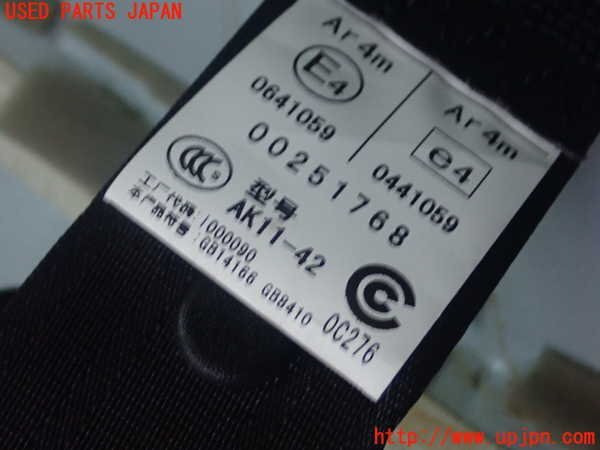 USED PARTS JAPAN
Ar4m
E4
0641059
Ar4m
e4
0441059
00251768
CCC S
型号
AK11-42
工厂代码:1000090
本产品符合:GB14166 GB8410
0C276
http://www.upjpn.com/